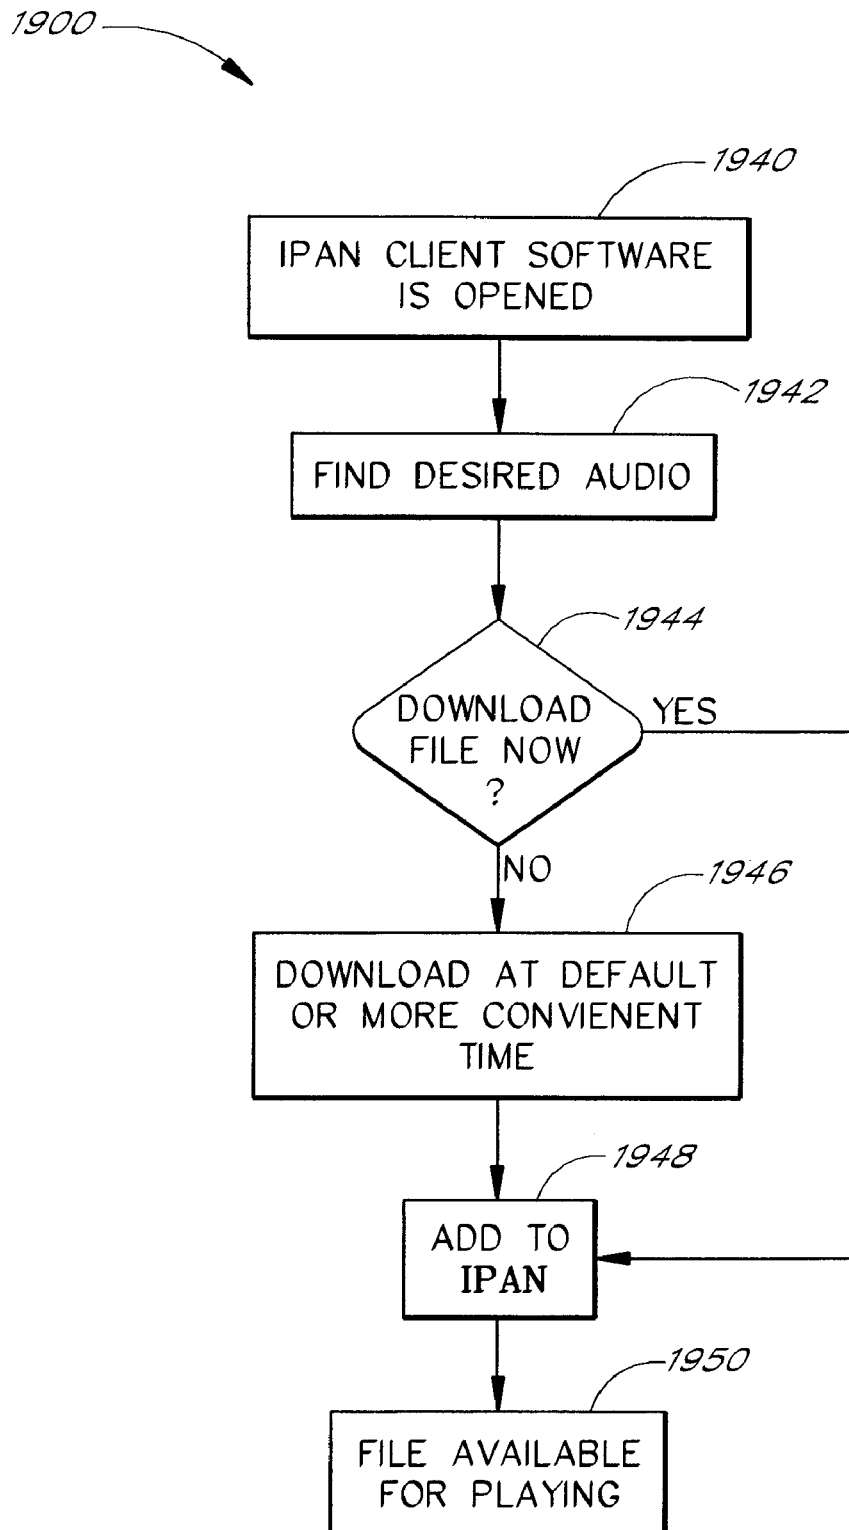 1900
1940
IPAN CLIENT SOFTWARE
IS OPENED
1942
FIND DESIRED AUDIO
1944
DOWNLOAD
FILE NOW
?
YES
NO
1946
DOWNLOAD AT DEFAULT
OR MORE CONVIENENT
TIME
1948
ADD TO
IPAN
1950
FILE AVAILABLE
FOR PLAYING